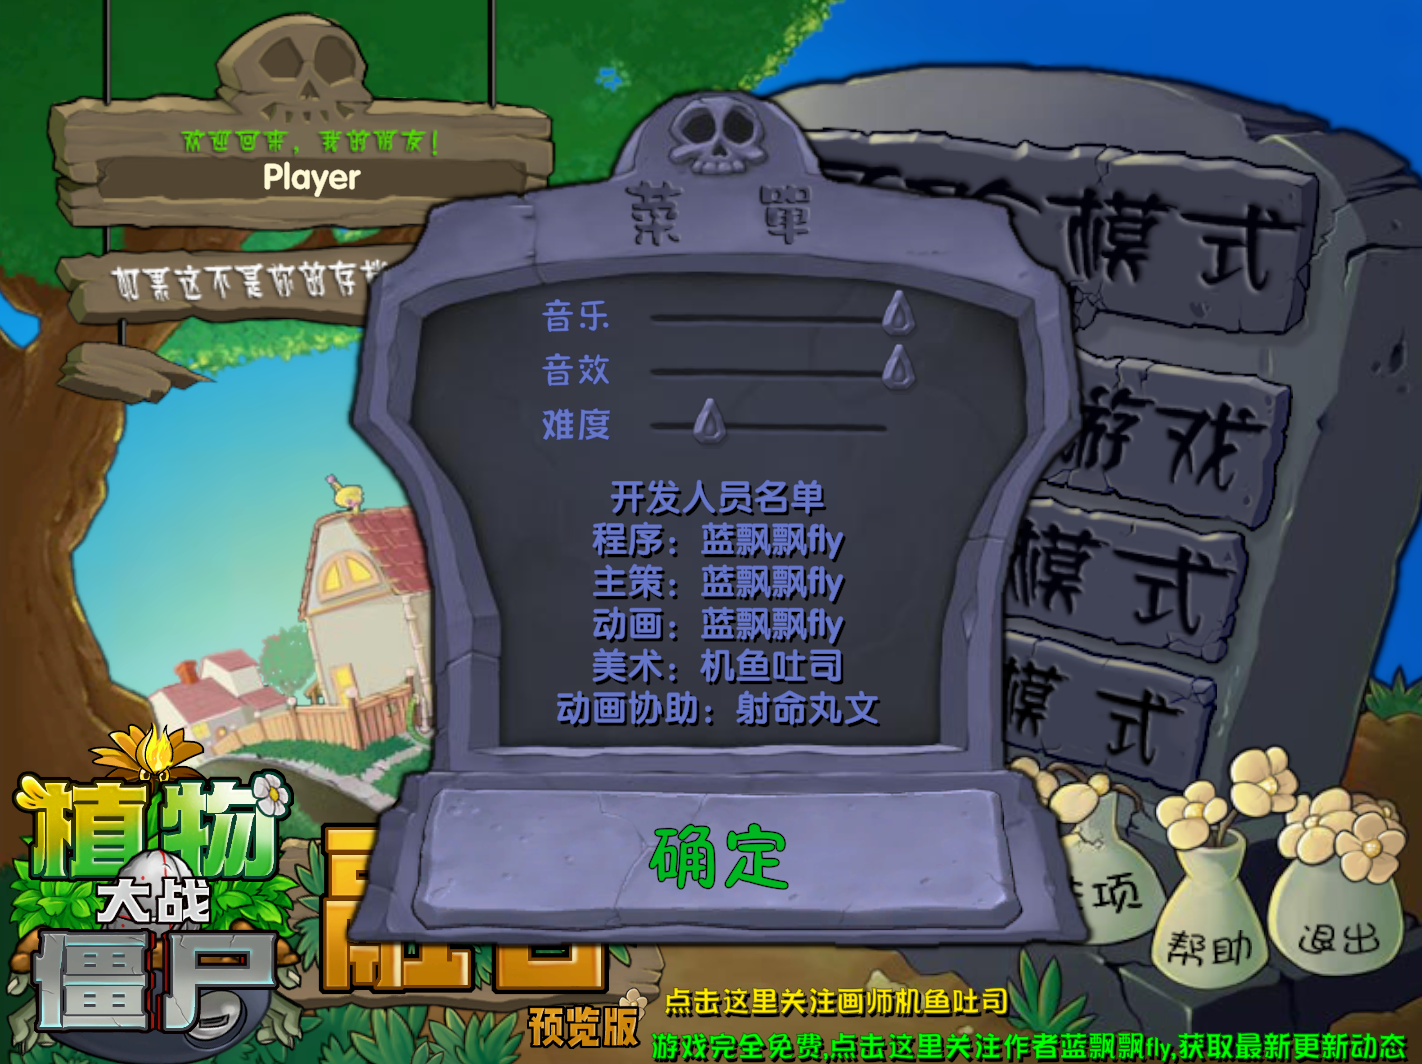 欢迎回来，我的朋友！
Player
如果这不是你的存档
菜單
模式
音乐
音效
难度
游戏
开发人员名单
程序：蓝飘飘fly
主策：蓝飘飘fly
动画：蓝飘飘fly
美术：机鱼吐司
动画协助：射命丸文
模式
模式
确定
植物
大战
僵尸
预览版
项
帮助
退出
点击这里关注画师机鱼吐司
游戏完全免费,点击这里关注作者蓝飘飘fly,获取最新更新动态